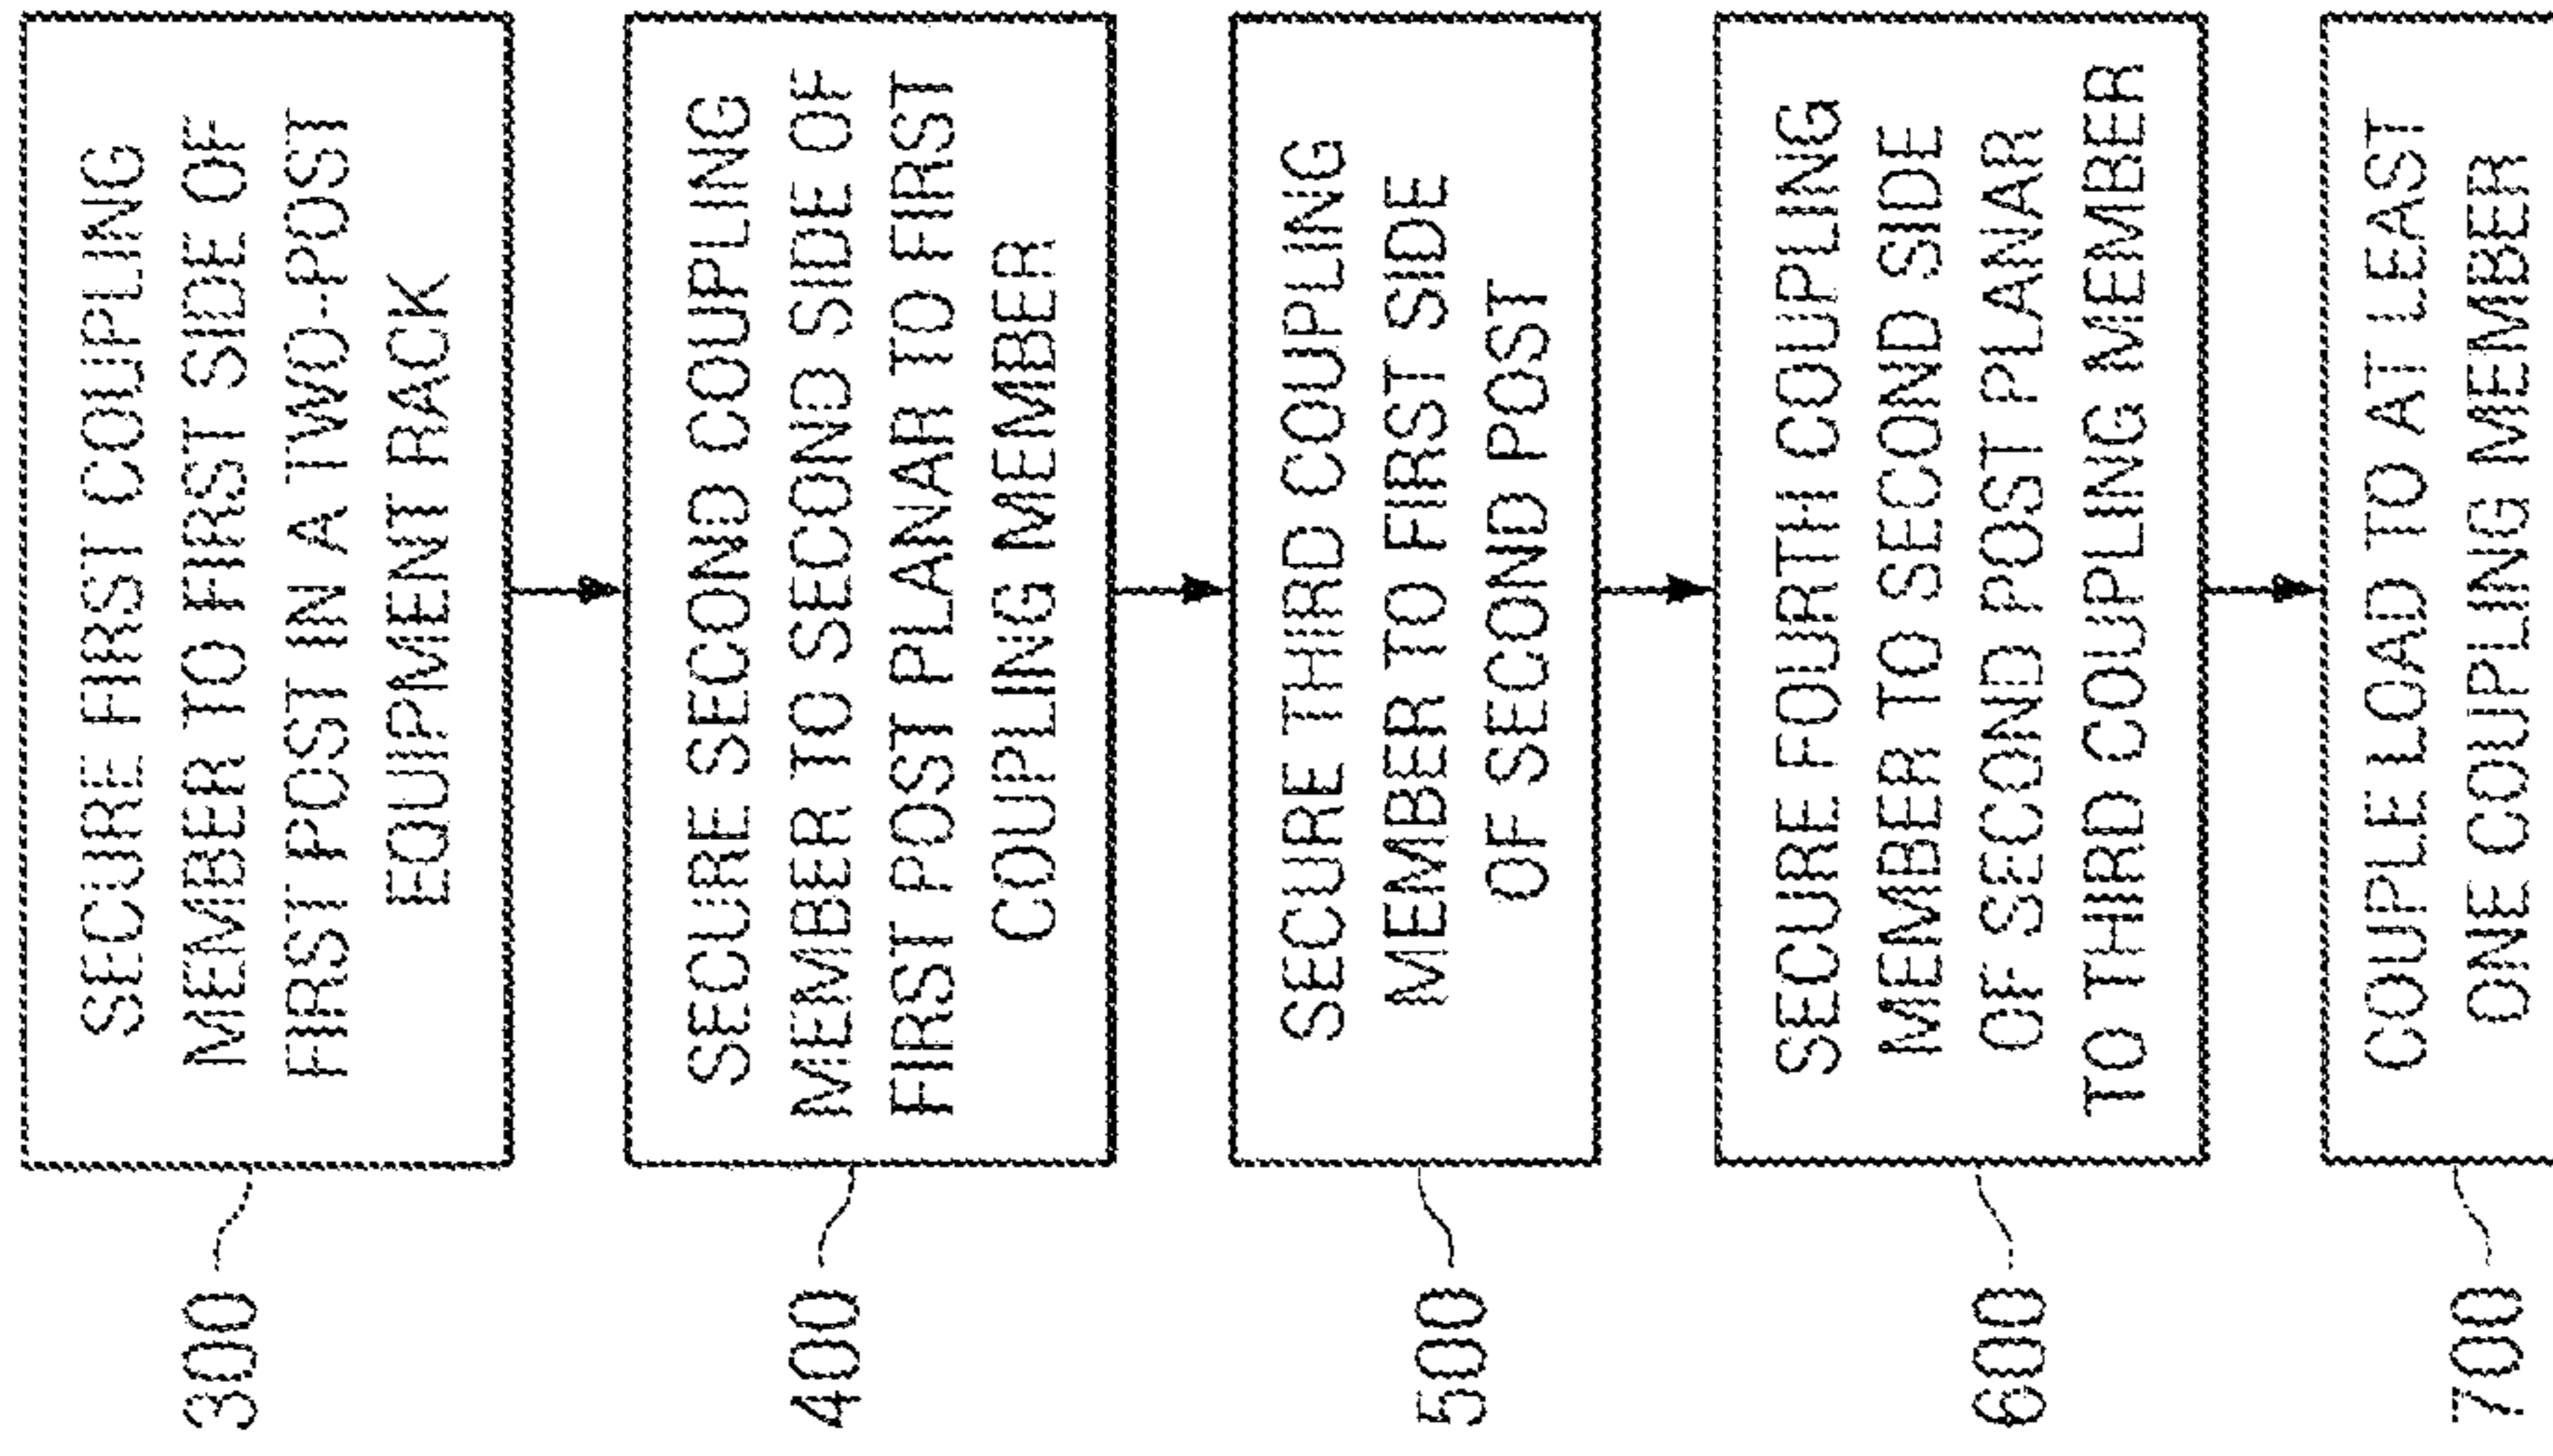 300
SECURE FIRST COUPLING
MEMBER TO FIRST SIDE OF
FIRST POST IN A TWO-POST
EQUIPMENT RACK
400
SECURE SECOND COUPLING
MEMBER TO SECOND SIDE OF
FIRST POST PLANAR TO FIRST
COUPLING MEMBER
500
SECURE THIRD COUPLING
MEMBER TO FIRST SIDE
OF SECOND POST
600
SECURE FOURTH COUPLING
MEMBER TO SECOND SIDE
OF SECOND POST PLANAR
TO THIRD COUPLING MEMBER
700
COUPLE LOAD TO AT LEAST
ONE COUPLING MEMBER